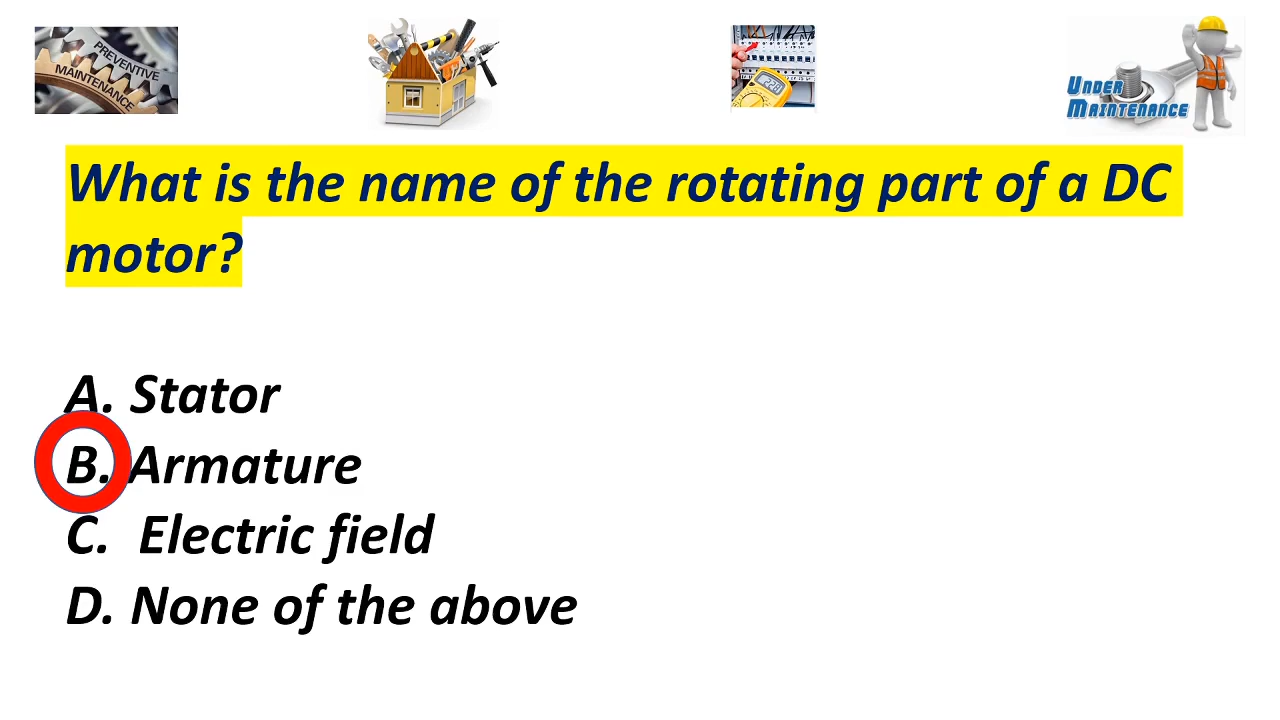 PREVENTIVE
MAINTENANCE
UNDER
MAINTENANCE
What is the name of the rotating part of a DC
motor?
A. Stator
B. Armature
C. Electric field
D. None of the above